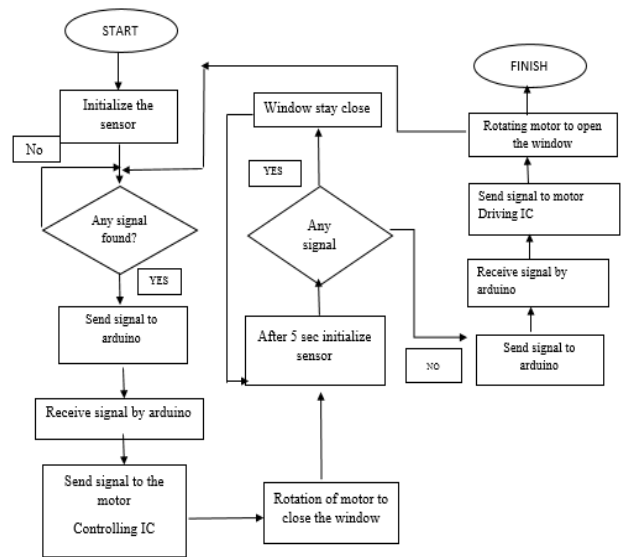 START
Initialize the
sensor
No
Any signal
found?
YES
Send signal to
arduino
Receive signal by arduino
Send signal to the
motor
Controlling IC
Rotation of motor to
close the window
After 5 sec initialize
sensor
Any
signal
YES
Window stay close
NO
Send signal to
arduino
Receive signal by
arduino
Send signal to motor
Driving IC
Rotating motor to open
the window
FINISH